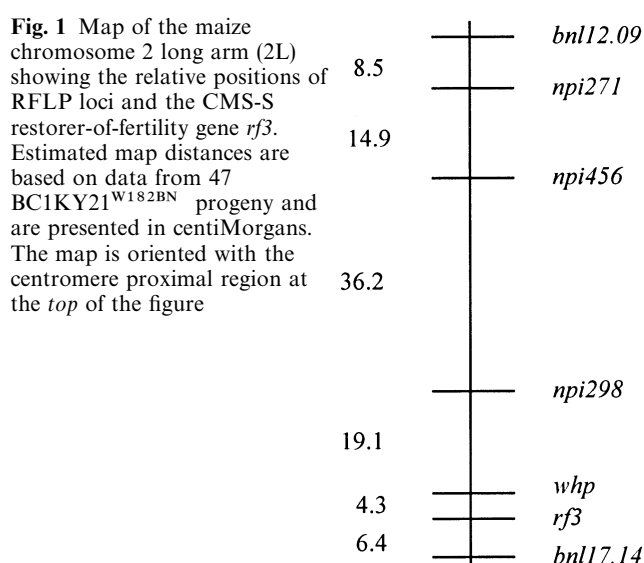 Fig. 1 Map of the maize
chromosome 2 long arm (2L)
showing the relative positions of
RFLP loci and the CMS-S
restorer-of-fertility gene rf3.
Estimated map distances are
based on data from 47
BC1KY21^W182BN progeny and
are presented in centiMorgans.
The map is oriented with the
centromere proximal region at
the top of the figure
bnl12.09
8.5
npi271
14.9
npi456
36.2
npi298
19.1
whp
4.3
rf3
6.4
bnl17.14